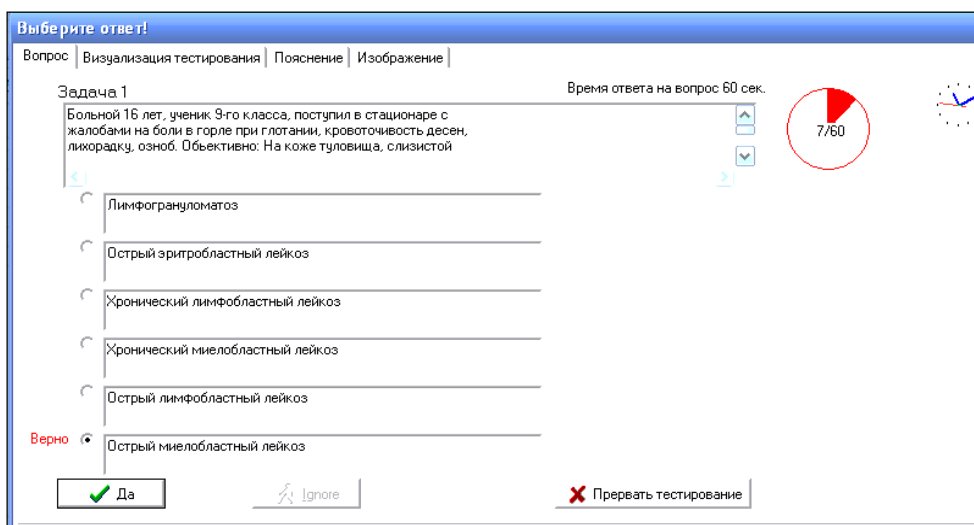 Выберите ответ!
Вопрос Визуализация тестирования Пояснение Изображение
Задача 1
Время ответа на вопрос 60 сек.
Больной 16 лет, ученик 9-го класса, поступил в стационаре с
жалобами на боли в горле при глотании, кровоточивость десен,
лихорадку, озноб. Обьективно: На коже туловища, слизистой
7/60
Лимфогрануломатоз
Острый эритробластный лейкоз
Хронический лимфобластный лейкоз
Хронический миелобластный лейкоз
Острый лимфобластный лейкоз
Верно Острый миелобластный лейкоз
Да Ignore Прервать тестирование